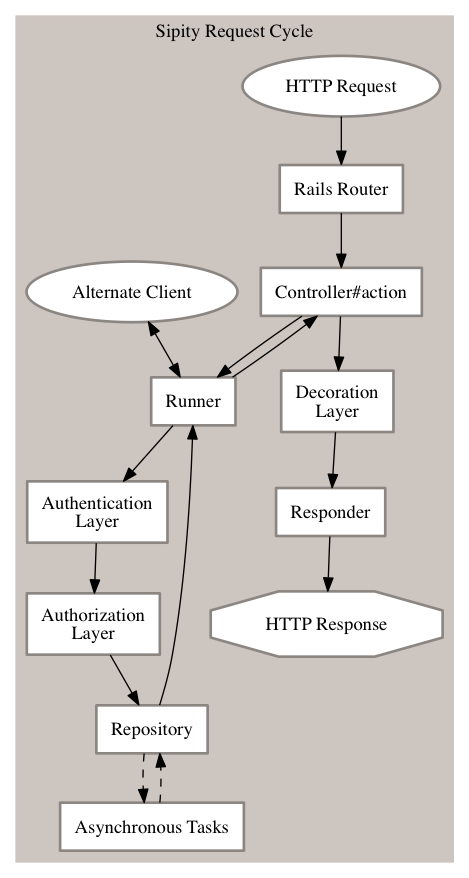 Sipity Request Cycle
HTTP Request
Rails Router
Alternate Client
Controller#action
Runner
Decoration
Layer
Authentication
Layer
Responder
Authorization
Layer
HTTP Response
Repository
Asynchronous Tasks